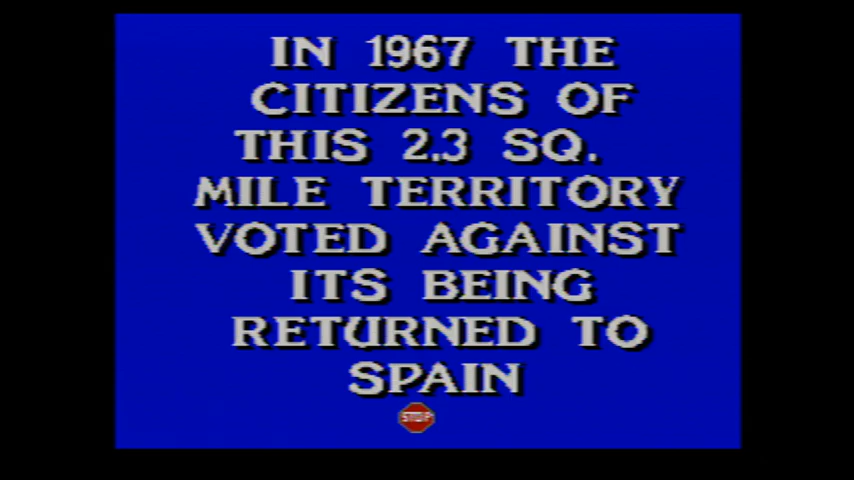 IN 1967 THE
CITIZENS OF
THIS 2.3 SQ.
MILE TERRITORY
VOTED AGAINST
ITS BEING
RETURNED TO
SPAIN
STOP